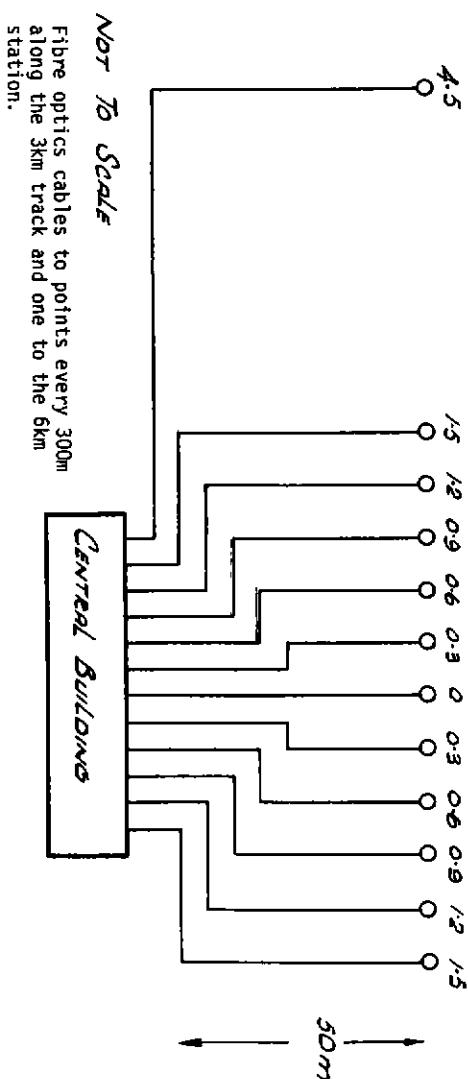 4.5
1.5
1.2
0.9
0.6
0.3
0
0.3
0.6
0.9
1.2
1.5
50m
CENTRAL BUILDING
NOT TO SCALE
Fibre optics cables to points every 300m
along the 3km track and one to the 6km
station.